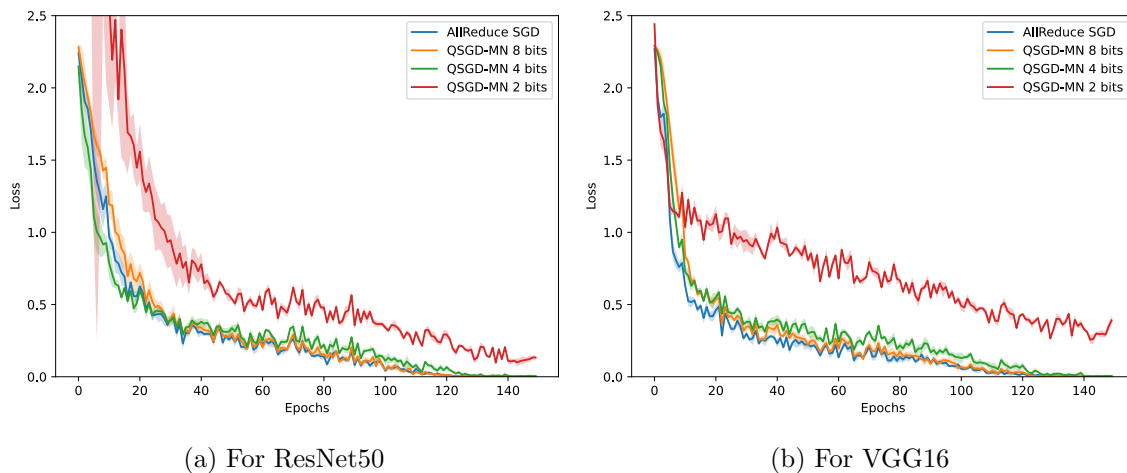 2.5
2.0
1.5
1.0
0.5
0.0
Loss
0 20 40 60 80 100 120 140
Epochs
AllReduce SGD
QSGD-MN 8 bits
QSGD-MN 4 bits
QSGD-MN 2 bits
(a) For ResNet50
2.5
2.0
1.5
1.0
0.5
0.0
Loss
0 20 40 60 80 100 120 140
Epochs
AllReduce SGD
QSGD-MN 8 bits
QSGD-MN 4 bits
QSGD-MN 2 bits
(b) For VGG16